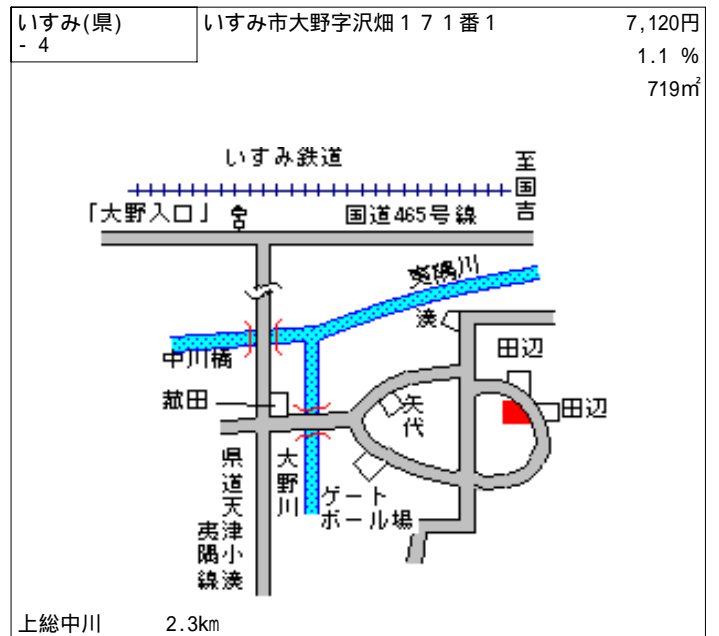 いすみ(県)
- 4
いすみ市大野字沢畑１７１番１
7,120円
1.1 %
719㎡
いすみ鉄道
至国吉
「大野入口」
国道465号線
夷隅川
湊
中川橋
田辺
菰田
矢代
田辺
県道天津小湊夷隅線
大野川
ゲートボール場
上総中川 2.3km